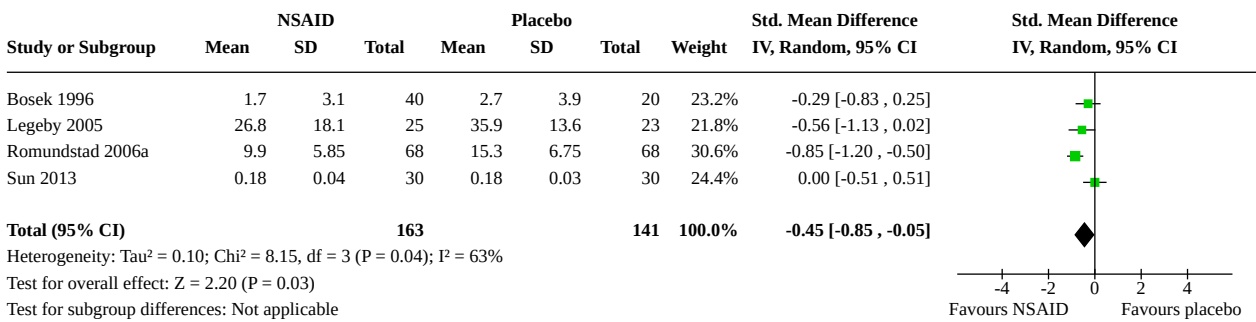 NSAID Placebo Std. Mean Difference Std. Mean Difference
Study or Subgroup Mean SD Total Mean SD Total Weight IV, Random, 95% CI IV, Random, 95% CI
Bosek 1996 1.7 3.1 40 2.7 3.9 20 23.2% -0.29 [-0.83 , 0.25]
Legeby 2005 26.8 18.1 25 35.9 13.6 23 21.8% -0.56 [-1.13 , 0.02]
Romundstad 2006a 9.9 5.85 68 15.3 6.75 68 30.6% -0.85 [-1.20 , -0.50]
Sun 2013 0.18 0.04 30 0.18 0.03 30 24.4% 0.00 [-0.51 , 0.51]
Total (95% CI) 163 141 100.0% -0.45 [-0.85 , -0.05]
Heterogeneity: Tau² = 0.10; Chi² = 8.15, df = 3 (P = 0.04); I² = 63%
Test for overall effect: Z = 2.20 (P = 0.03)
-4 -2 0 2 4
Test for subgroup differences: Not applicable Favours NSAID Favours placebo